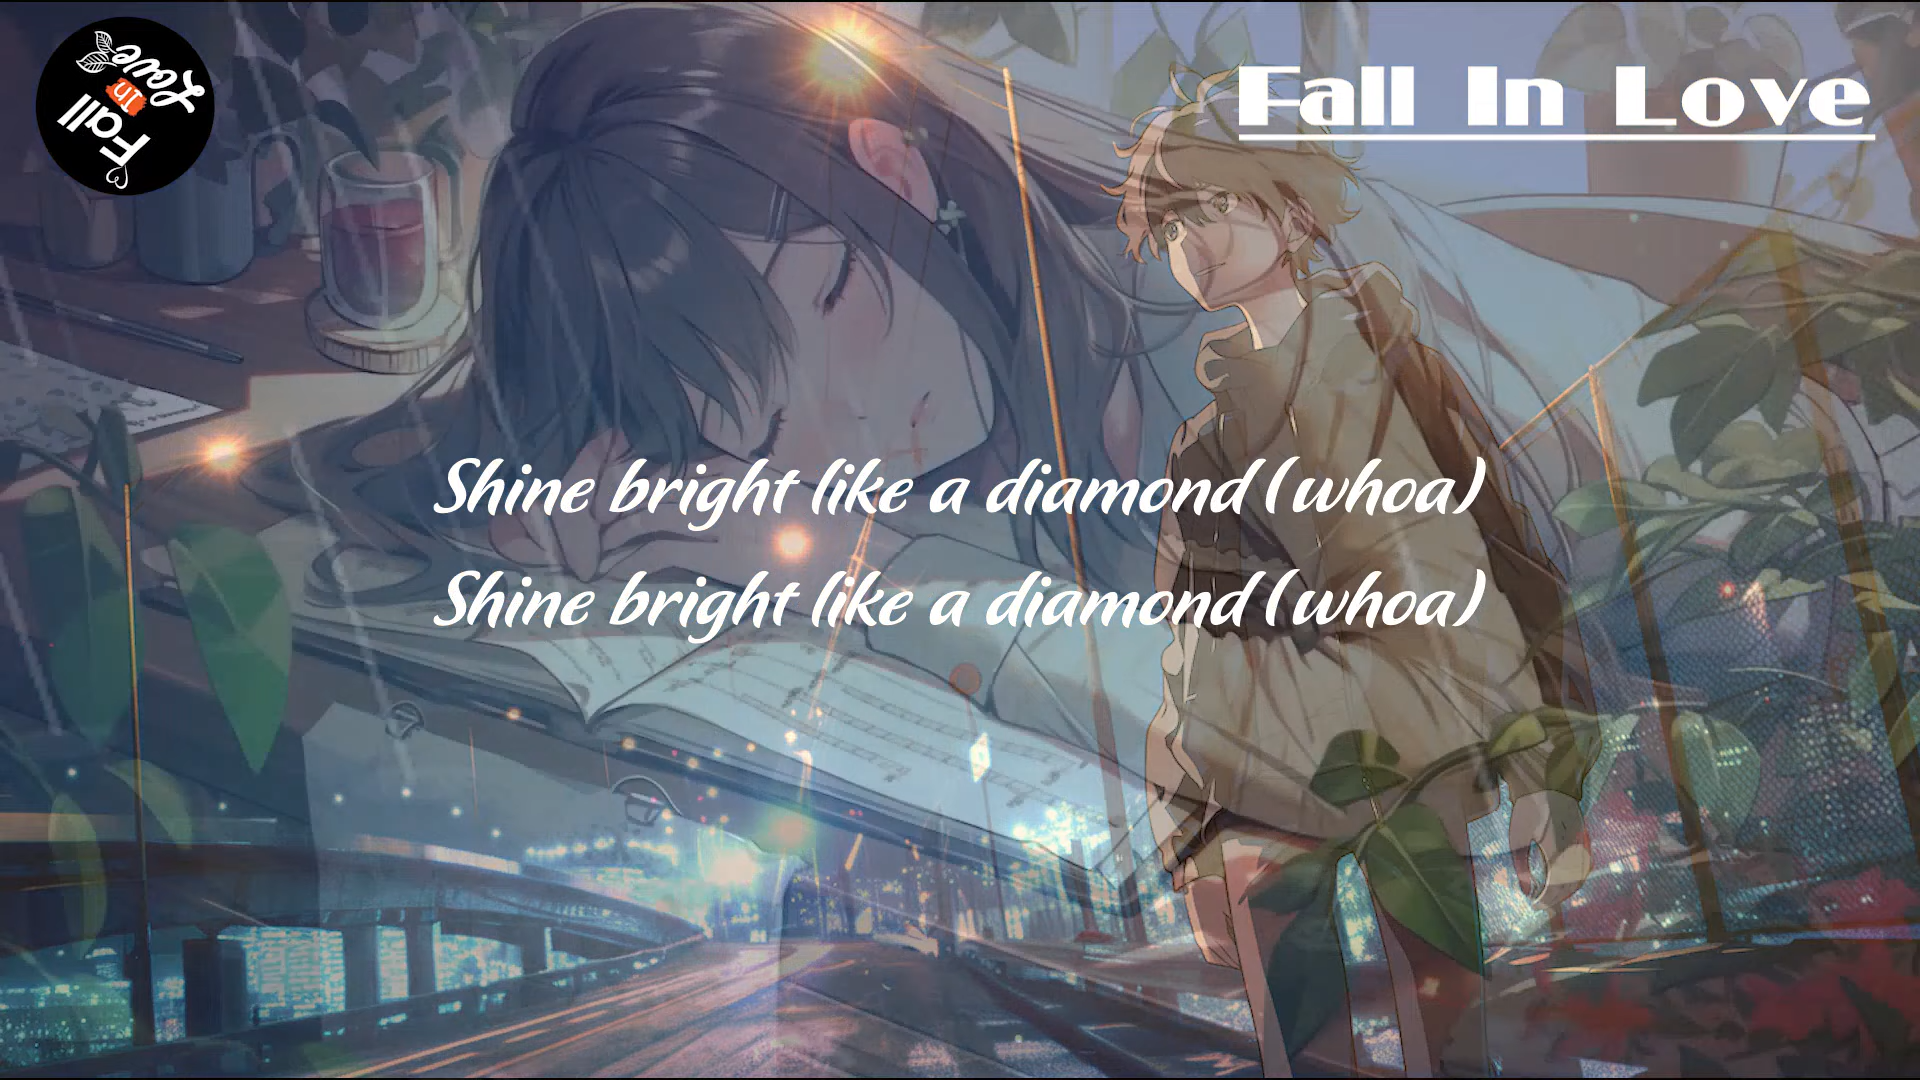 Fall
In
Love
Fall In Love
Shine bright like a diamond (whoa)
Shine bright like a diamond (whoa)